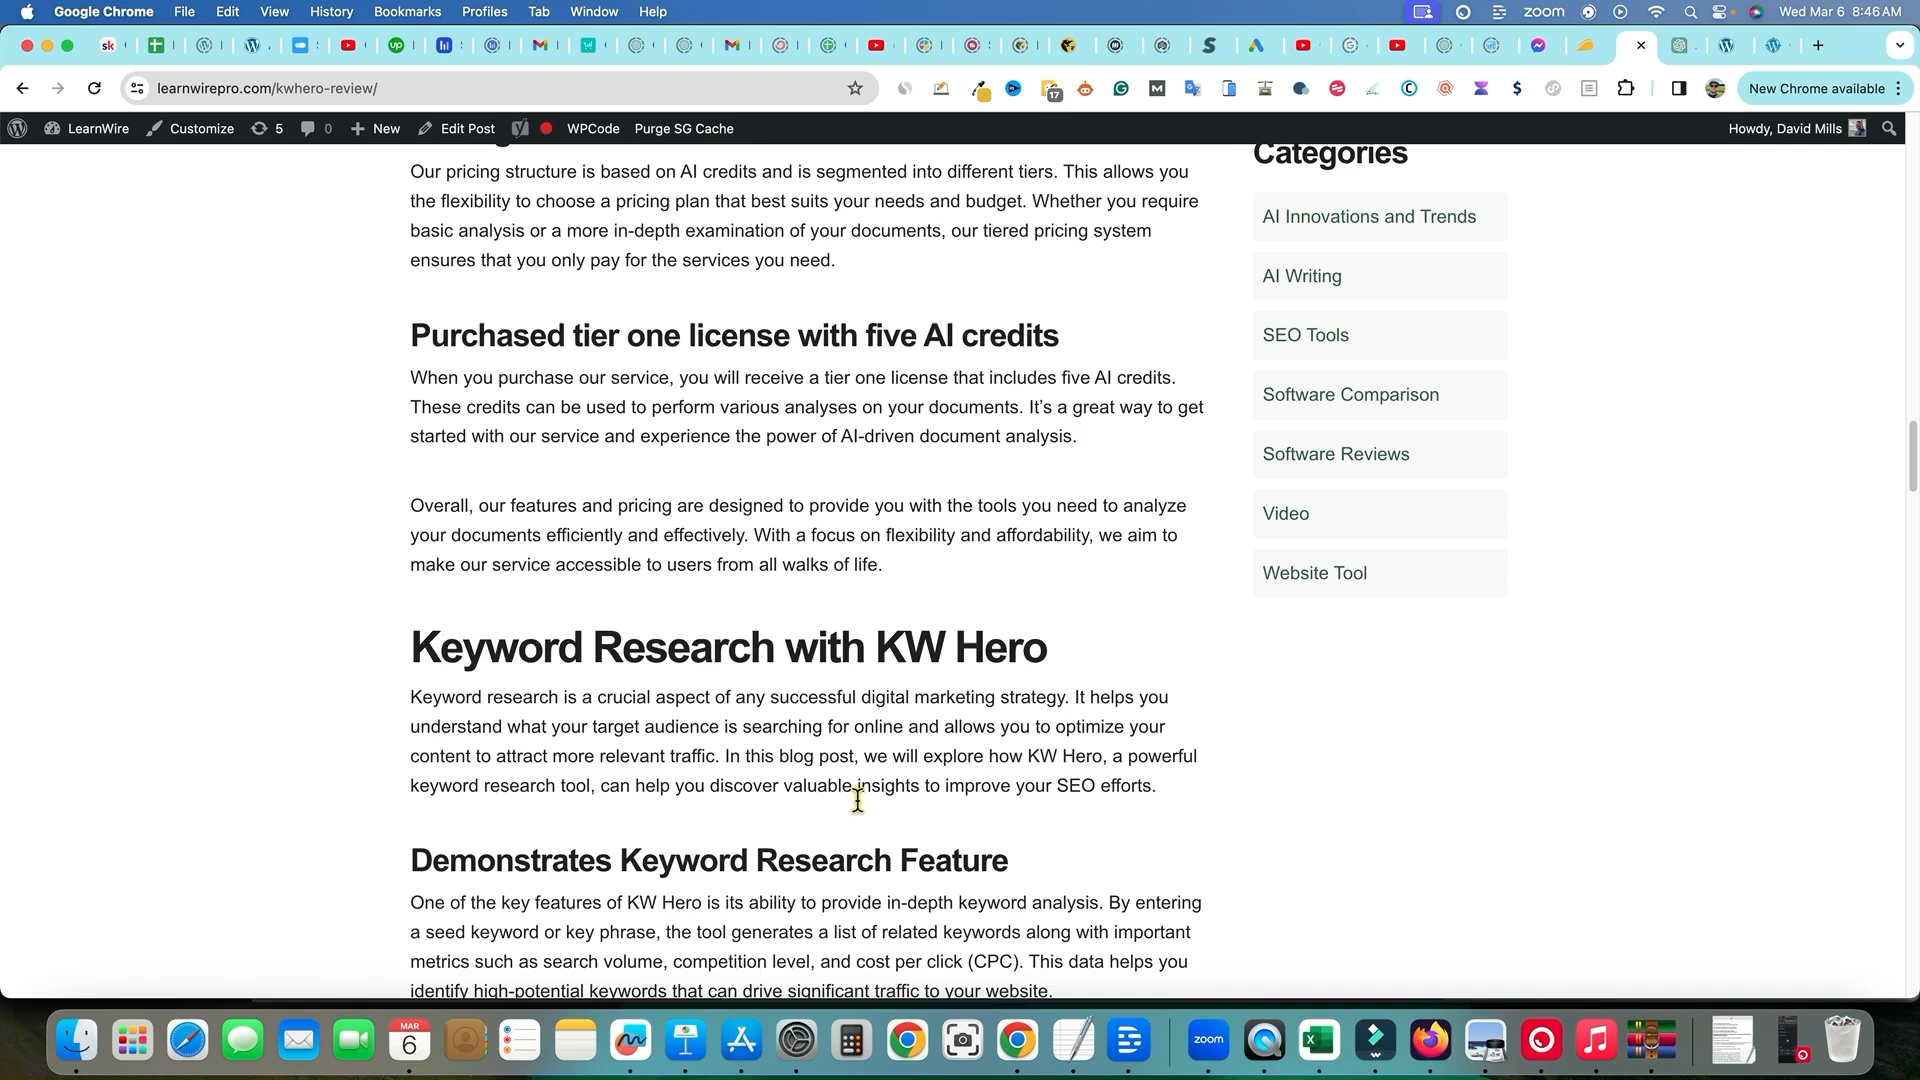 Google Chrome File Edit View History Bookmarks Profiles Tab Window Help zoom Wed Mar 6 8:46 AM
learnwirepro.com/kwhero-review/ 17 New Chrome available
LearnWire Customize 5 0 New Edit Post WPCode Purge SG Cache Howdy, David Mills
Our pricing structure is based on AI credits and is segmented into different tiers. This allows you
the flexibility to choose a pricing plan that best suits your needs and budget. Whether you require
basic analysis or a more in-depth examination of your documents, our tiered pricing system
ensures that you only pay for the services you need.
Purchased tier one license with five AI credits
When you purchase our service, you will receive a tier one license that includes five AI credits.
These credits can be used to perform various analyses on your documents. It’s a great way to get
started with our service and experience the power of AI-driven document analysis.
Overall, our features and pricing are designed to provide you with the tools you need to analyze
your documents efficiently and effectively. With a focus on flexibility and affordability, we aim to
make our service accessible to users from all walks of life.
Keyword Research with KW Hero
Keyword research is a crucial aspect of any successful digital marketing strategy. It helps you
understand what your target audience is searching for online and allows you to optimize your
content to attract more relevant traffic. In this blog post, we will explore how KW Hero, a powerful
keyword research tool, can help you discover valuable insights to improve your SEO efforts.
Demonstrates Keyword Research Feature
One of the key features of KW Hero is its ability to provide in-depth keyword analysis. By entering
a seed keyword or key phrase, the tool generates a list of related keywords along with important
metrics such as search volume, competition level, and cost per click (CPC). This data helps you
identify high-potential keywords that can drive significant traffic to your website.
Categories
AI Innovations and Trends
AI Writing
SEO Tools
Software Comparison
Software Reviews
Video
Website Tool
MAR
6
zoom